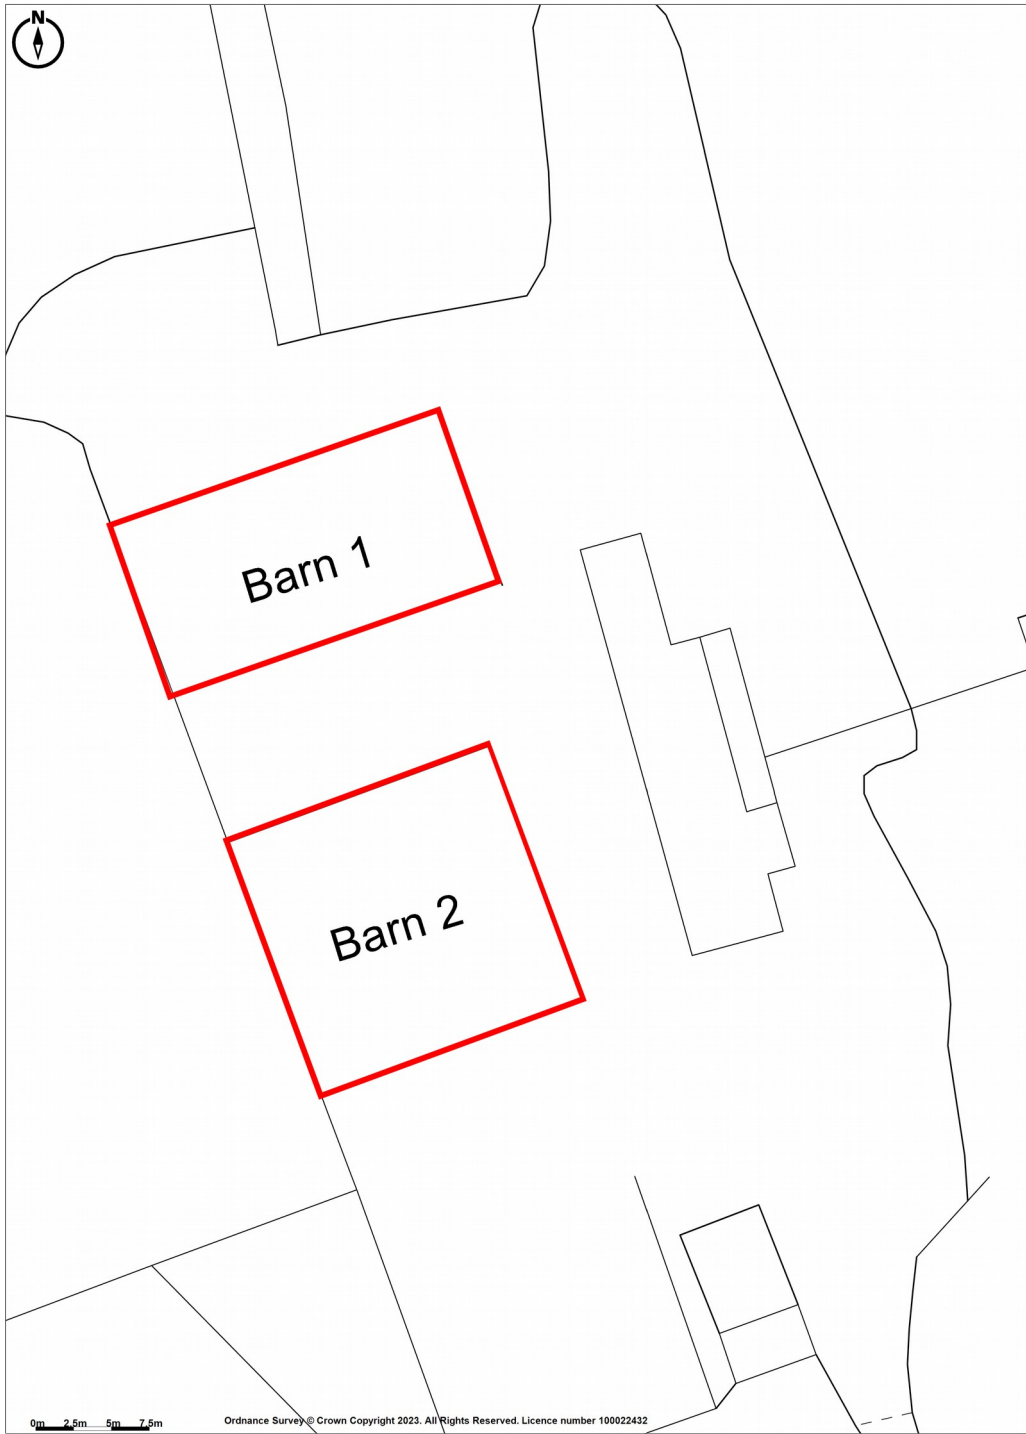 N
Barn 1
Barn 2
0m 2.5m 5m 7.5m
Ordnance Survey © Crown Copyright 2023. All Rights Reserved. Licence number 100022432